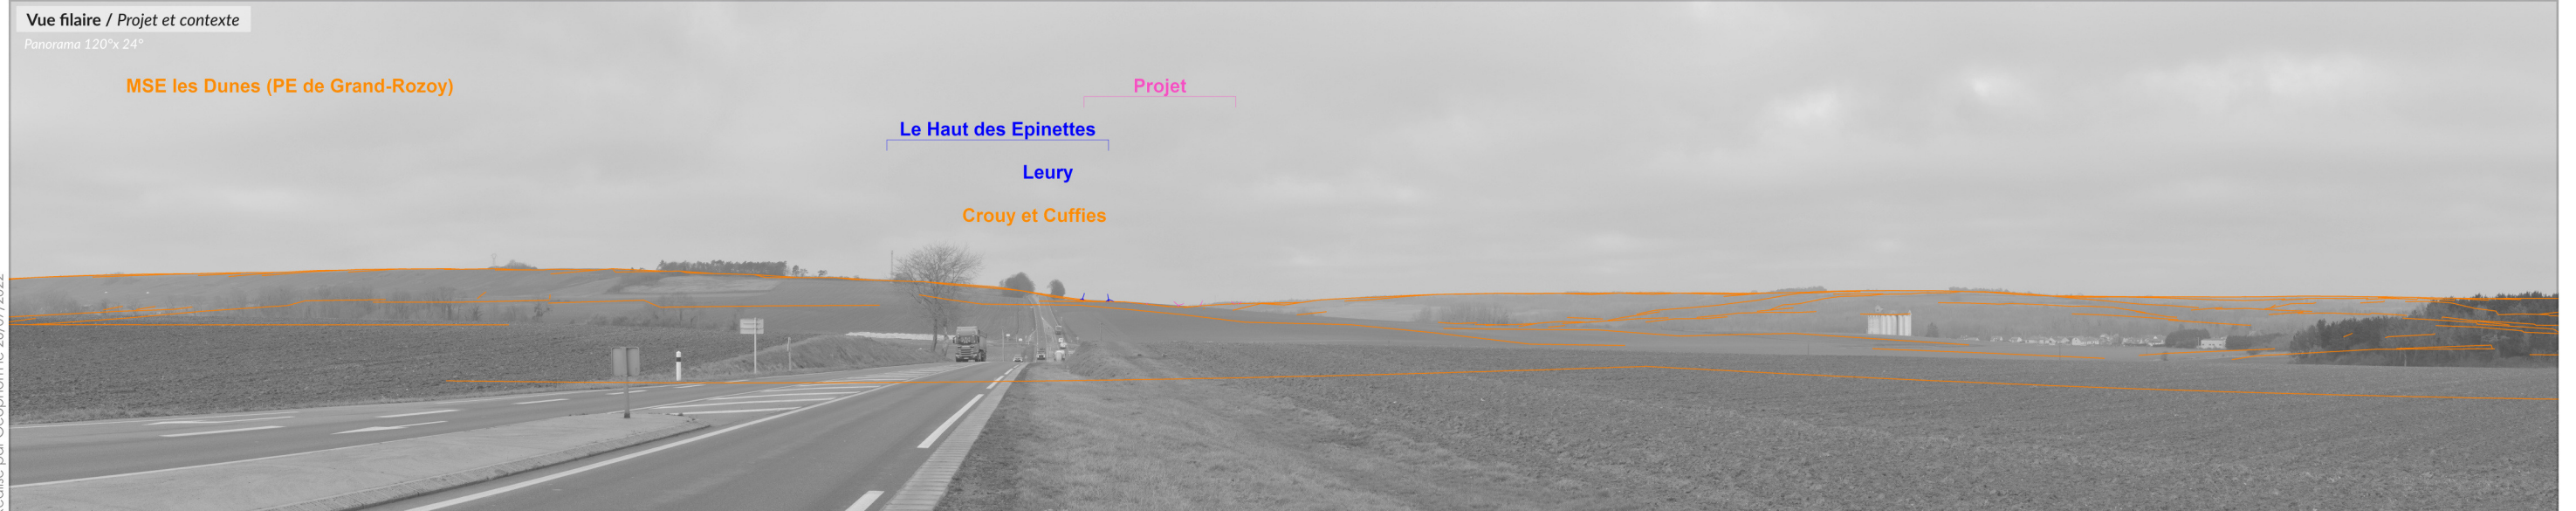 Vue filaire / Projet et contexte
Panorama 120°x 24°
MSE les Dunes (PE de Grand-Rozoy)
Projet
Le Haut des Epinettes
Leury
Crouy et Cuffies